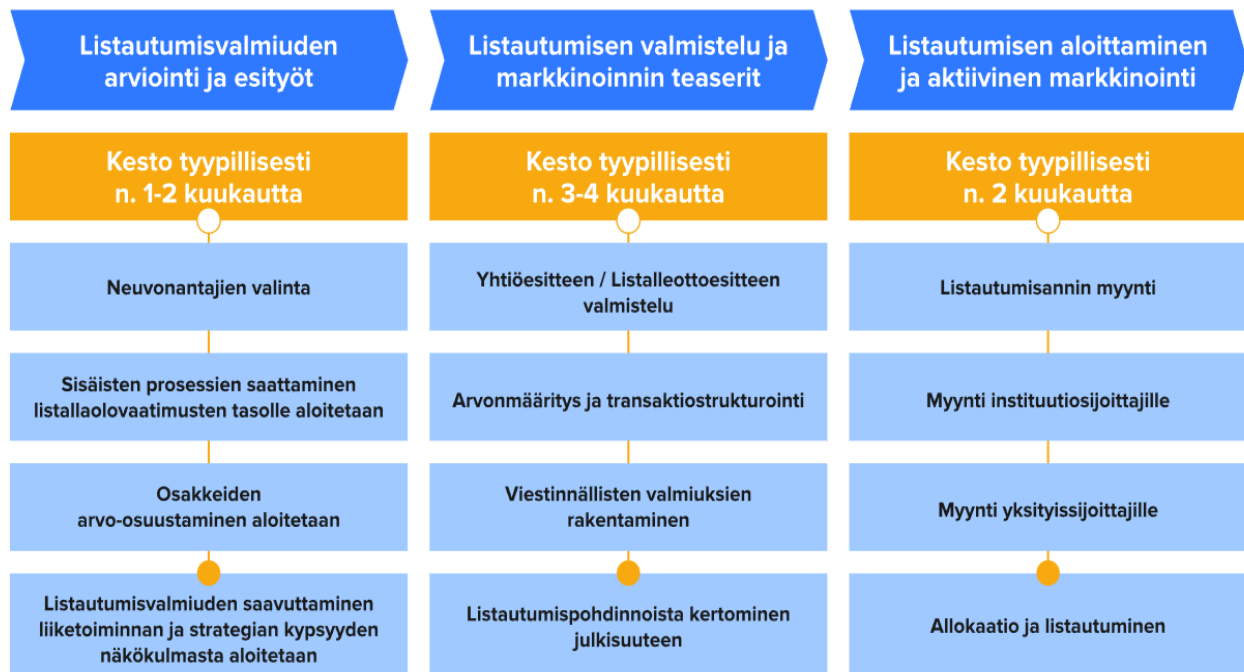 Listautumisvalmiuden
arviointi ja esityöt
Listautumisen valmistelu ja
markkinoinnin teaserit
Listautumisen aloittaminen
ja aktiivinen markkinointi
Kesto tyypillisesti
n. 1-2 kuukautta
Kesto tyypillisesti
n. 3-4 kuukautta
Kesto tyypillisesti
n. 2 kuukautta
Neuvonantajien valinta
Yhtiöesitteen / Listalleottoesitteen
valmistelu
Listautumisannin myynti
Sisäisten prosessien saattaminen
listallaolovaatimusten tasolle aloitetaan
Arvonmääritys ja transaktiostrukturointi
Myynti instituutiosijoittajille
Osakkeiden
arvo-osuustaminen aloitetaan
Viestinnällisten valmiuksien
rakentaminen
Myynti yksityissijoittajille
Listautumisvalmiuden saavuttaminen
liiketoiminnan ja strategian kypsyyden
näkökulmasta aloitetaan
Listautumispohdinnoista kertominen
julkisuuteen
Allokaatio ja listautuminen